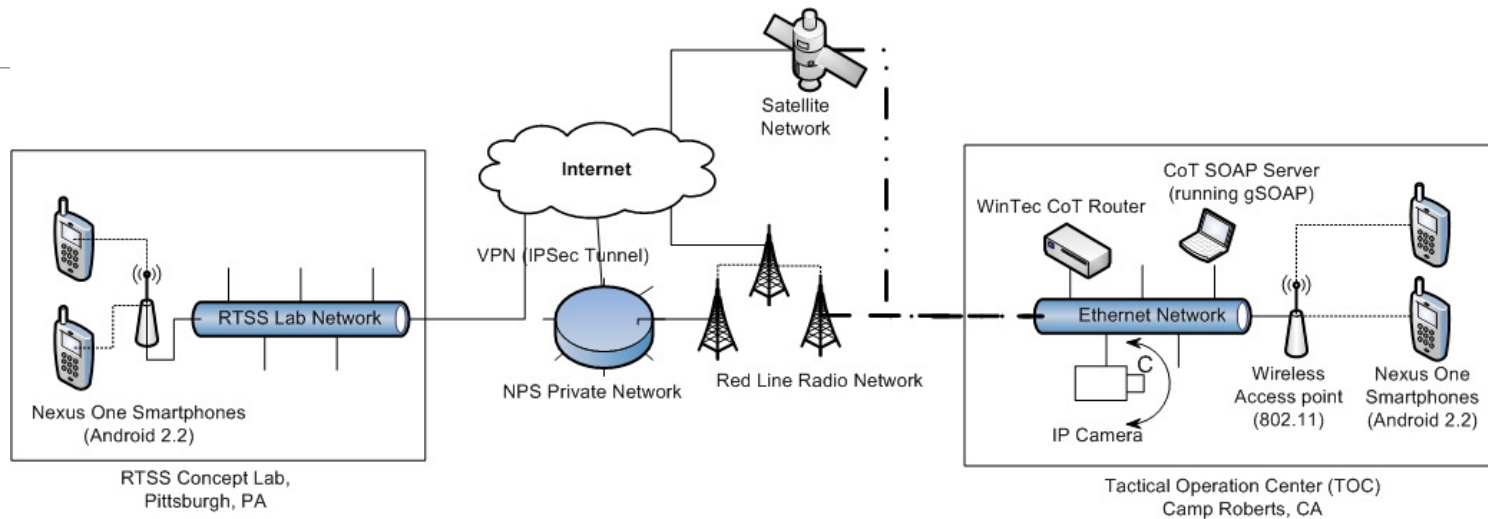 Satellite
Network
Internet
VPN (IPSec Tunnel)
RTSS Lab Network
Nexus One Smartphones
(Android 2.2)
RTSS Concept Lab,
Pittsburgh, PA
NPS Private Network
Red Line Radio Network
CoT SOAP Server
(running gSOAP)
WinTec CoT Router
Ethernet Network
C
IP Camera
Wireless
Access point
(802.11)
Nexus One
Smartphones
(Android 2.2)
Tactical Operation Center (TOC)
Camp Roberts, CA